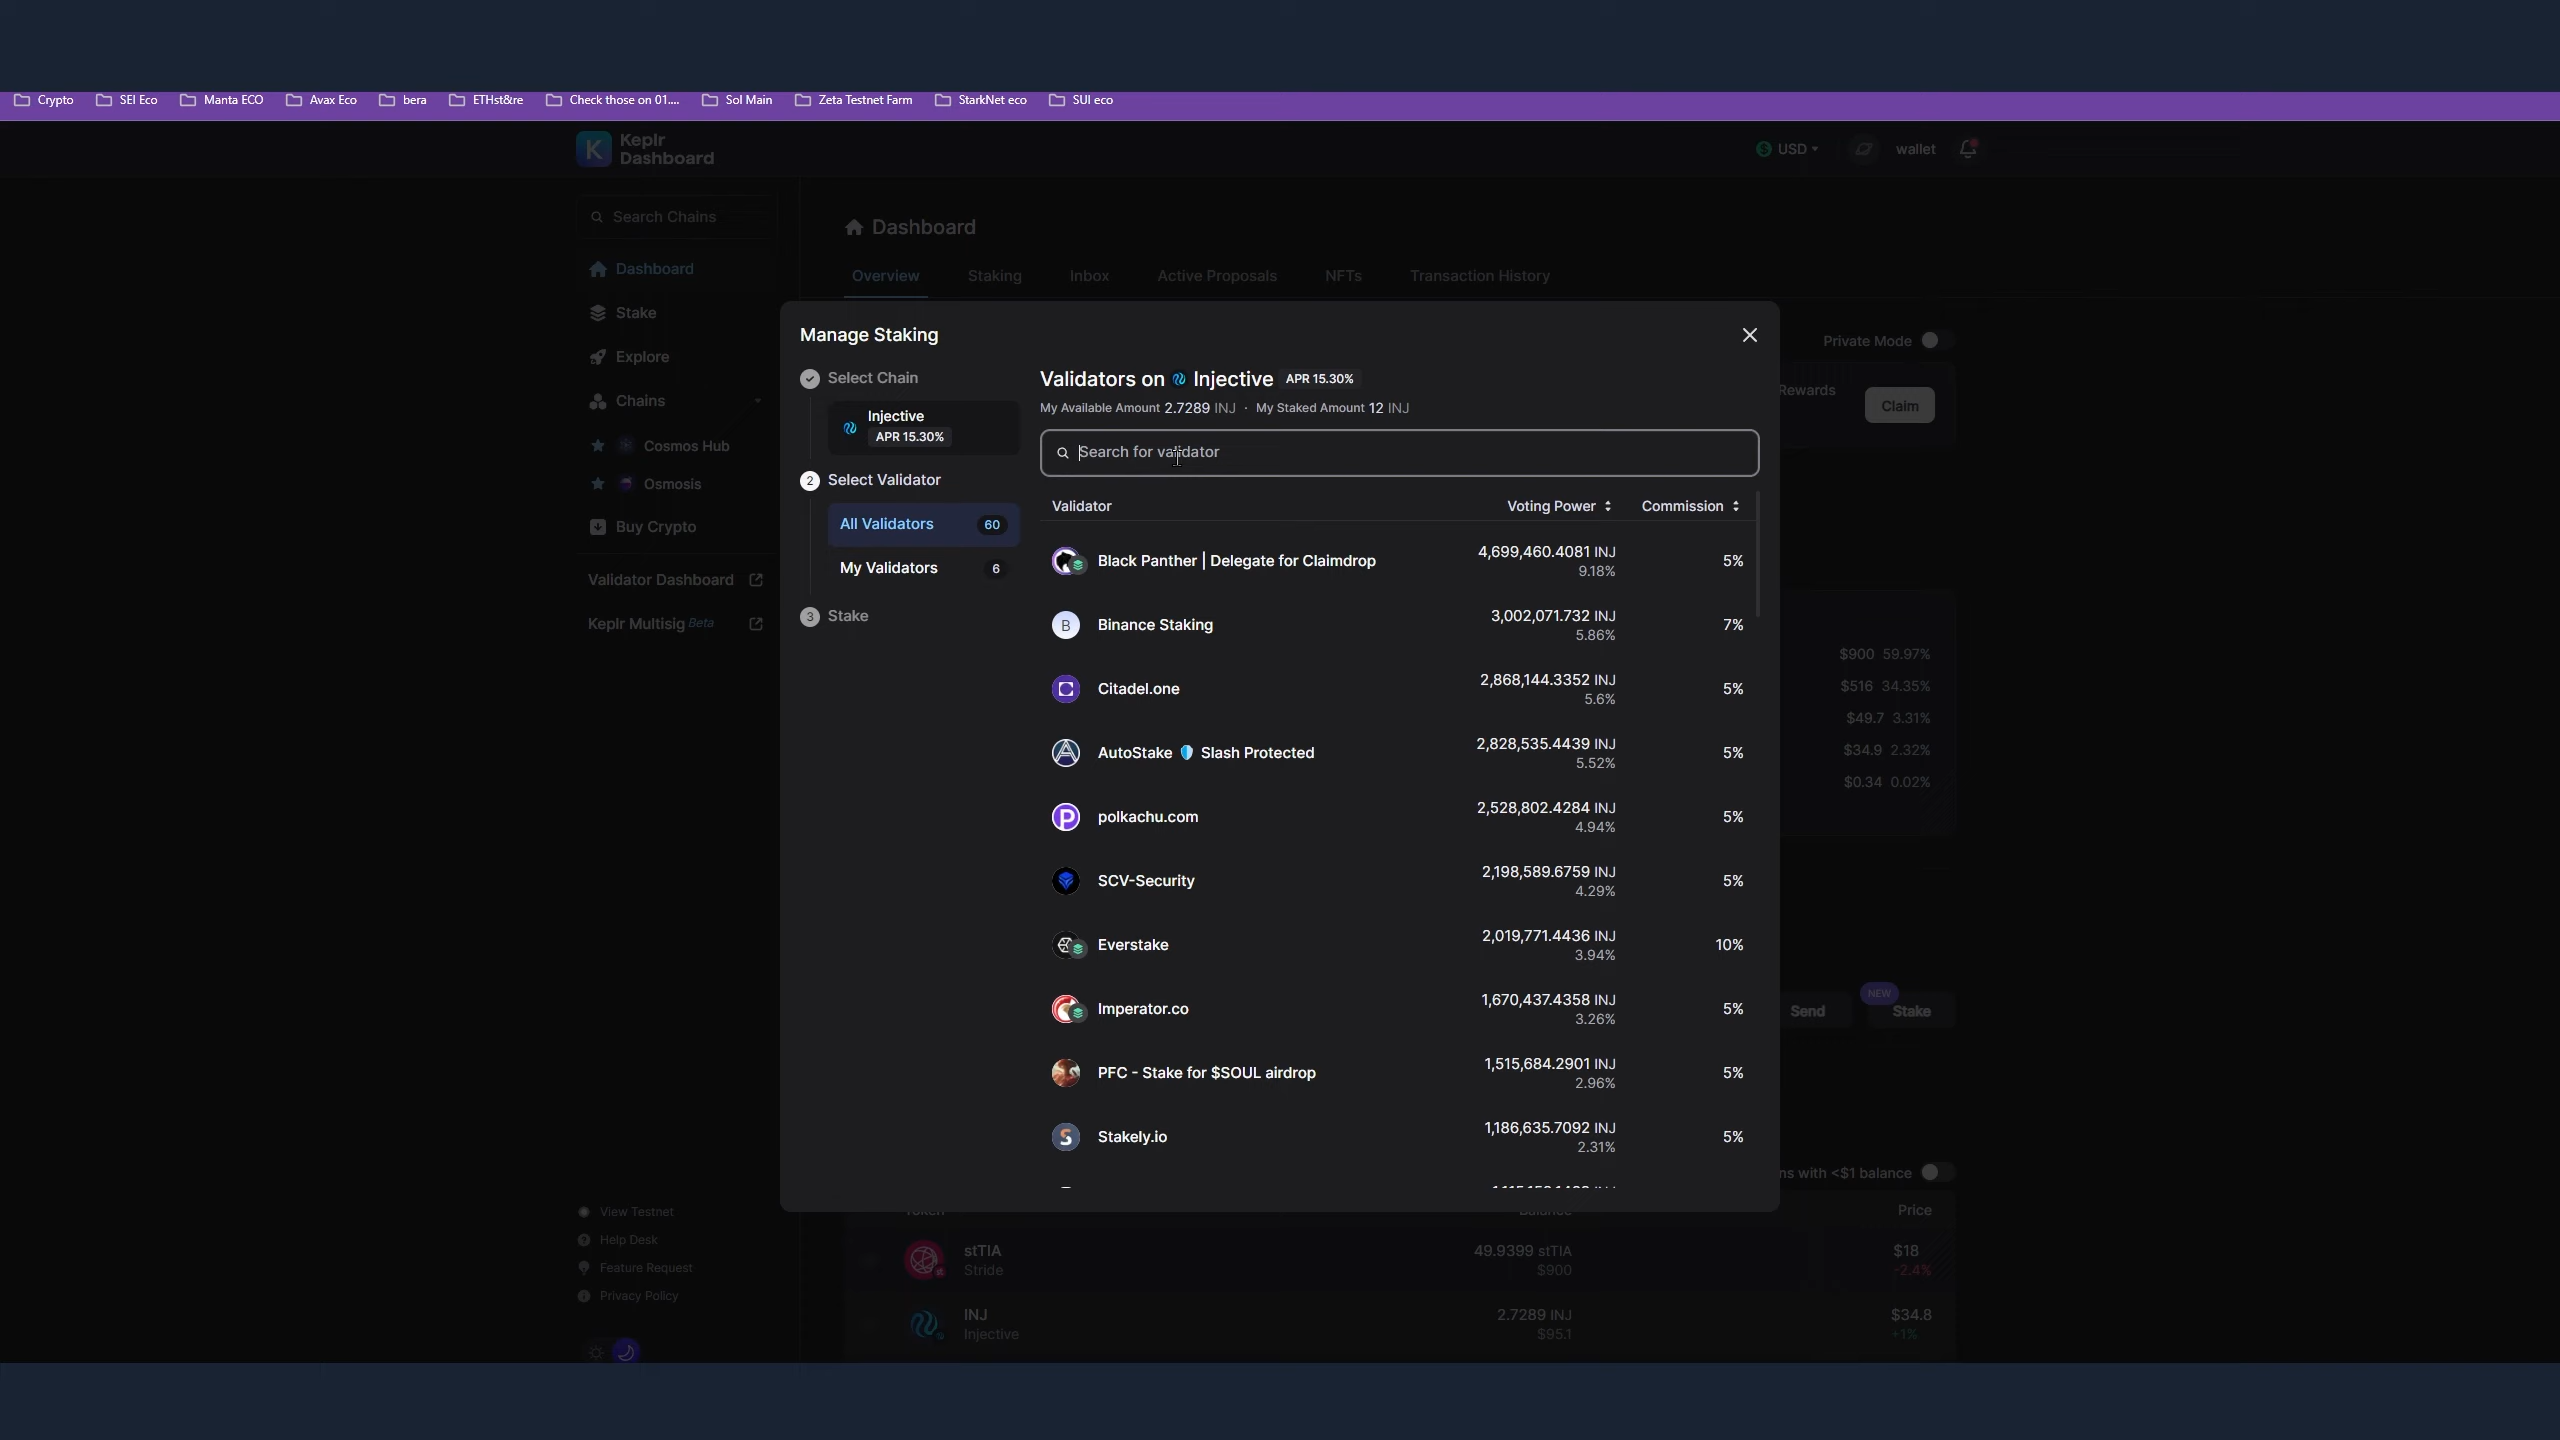 Crypto
SEI Eco
Manta ECO
Avax Eco
bera
ETHst&re
Check those on 01....
Sol Main
Zeta Testnet Farm
StarkNet eco
SUI eco
Keplr
Dashboard
USD
wallet
Search Chains
Dashboard
Stake
Explore
Chains
Cosmos Hub
Osmosis
Buy Crypto
Validator Dashboard
Keplr Multisig Beta
View Testnet
Help Desk
Feature Request
Privacy Policy
Dashboard
Overview
Staking
Inbox
Active Proposals
NFTs
Transaction History
Private Mode
Rewards
Claim
$900 59.97%
$516 34.35%
$49.7 3.31%
$34.9 2.32%
$0.34 0.02%
Manage Staking
Select Chain
Injective
APR 15.30%
2 Select Validator
All Validators 60
My Validators 6
3 Stake
Validators on Injective APR 15.30%
My Available Amount 2.7289 INJ · My Staked Amount 12 INJ
Search for validator
Validator Voting Power Commission
Black Panther | Delegate for Claimdrop 4,699,460.4081 INJ 5%
9.18%
B Binance Staking 3,002,071.732 INJ 7%
5.86%
Citadel.one 2,868,144.3352 INJ 5%
5.6%
AutoStake Slash Protected 2,828,535.4439 INJ 5%
5.52%
polkachu.com 2,528,802.4284 INJ 5%
4.94%
SCV-Security 2,198,589.6759 INJ 5%
4.29%
Everstake 2,019,771.4436 INJ 10%
3.94%
Imperator.co 1,670,437.4358 INJ 5%
3.26%
PFC - Stake for $SOUL airdrop 1,515,684.2901 INJ 5%
2.96%
Stakely.io 1,186,635.7092 INJ 5%
2.31%
NEW
Send Stake
ns with <$1 balance
Token Balance Price
stTIA 49.9399 stTIA $18
Stride $900 -2.4%
INJ 2.7289 INJ $34.8
Injective $95.1 +1%